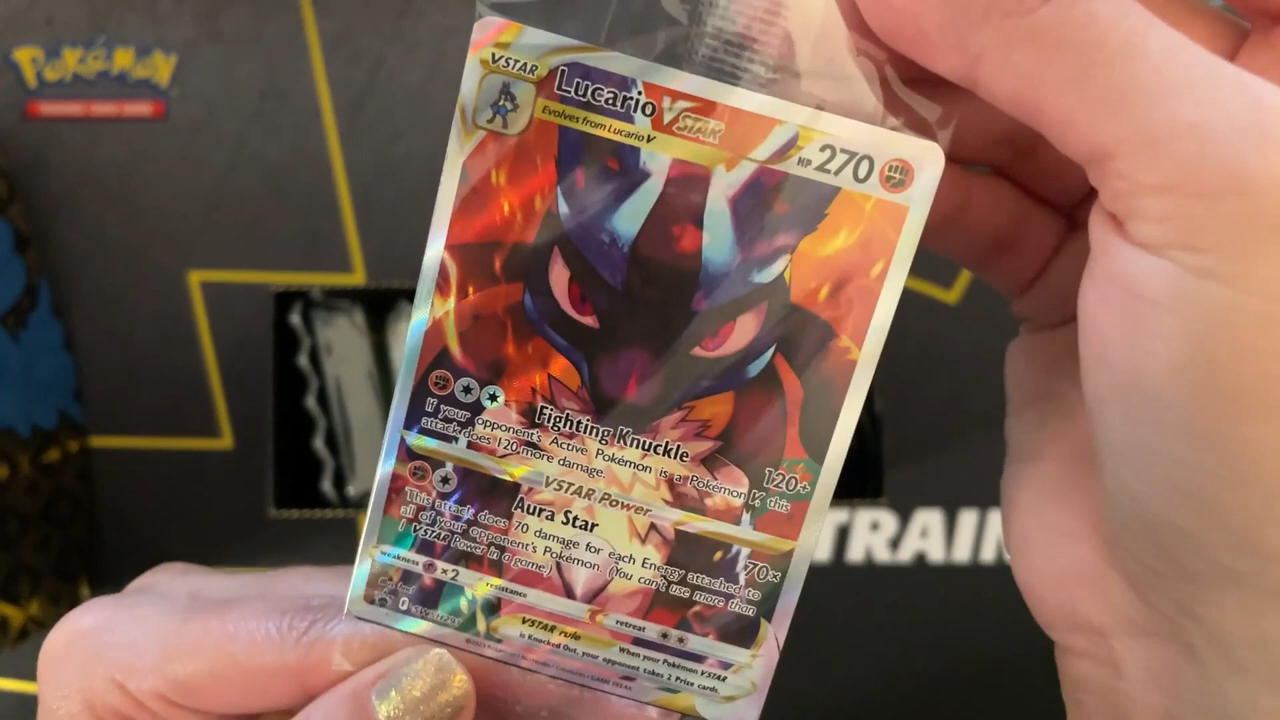 POKéMON
VSTAR
Lucario VSTAR
Evolves from Lucario V
HP 270
Fighting Knuckle
120+
If your opponent's Active Pokémon is a Pokémon V, this
attack does 120 more damage.
VSTAR Power
Aura Star
70×
This attack does 70 damage for each Energy attached to
all of your opponent's Pokémon. (You can't use more than
1 VSTAR Power in a game.)
weakness
×2
resistance
retreat
VSTAR rule
When your Pokémon VSTAR
is Knocked Out, your opponent takes 2 Prize cards.
TRAIN